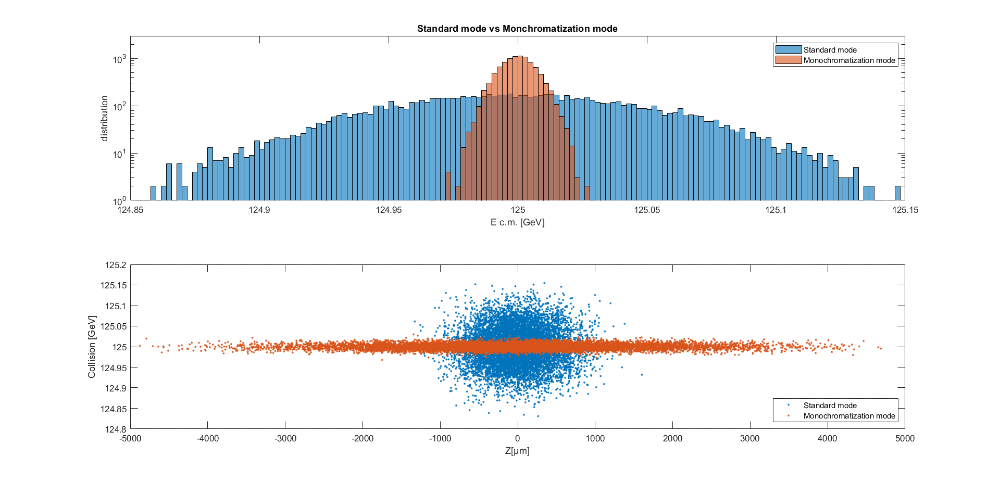 Standard mode vs Monchromatization mode
Standard mode
Monochromatization mode
distribution
10^3
10^2
10^1
10^0
124.85 124.9 124.95 125 125.05 125.1 125.15
E c.m. [GeV]
Collision [GeV]
125.2
125.15
125.1
125.05
125
124.95
124.9
124.85
124.8
Standard mode
Monochromatization mode
-5000 -4000 -3000 -2000 -1000 0 1000 2000 3000 4000 5000
Z[µm]